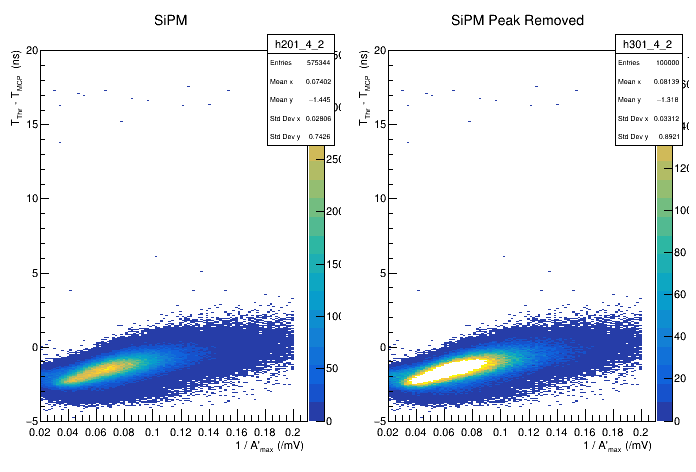 SiPM
h201_4_2
Entries 575344
Mean x 0.07402
Mean y −1.445
Std Dev x 0.02806
Std Dev y 0.7426
T_Thr - T_MCP (ns)
20
15
10
5
0
−5
0.02 0.04 0.06 0.08 0.1 0.12 0.14 0.16 0.18 0.2
1 / A'_max (/mV)
250
200
150
100
50
0
SiPM Peak Removed
h301_4_2
Entries 100000
Mean x 0.08139
Mean y −1.318
Std Dev x 0.03312
Std Dev y 0.8921
T_Thr - T_MCP (ns)
20
15
10
5
0
−5
0.02 0.04 0.06 0.08 0.1 0.12 0.14 0.16 0.18 0.2
1 / A'_max (/mV)
120
100
80
60
40
20
0